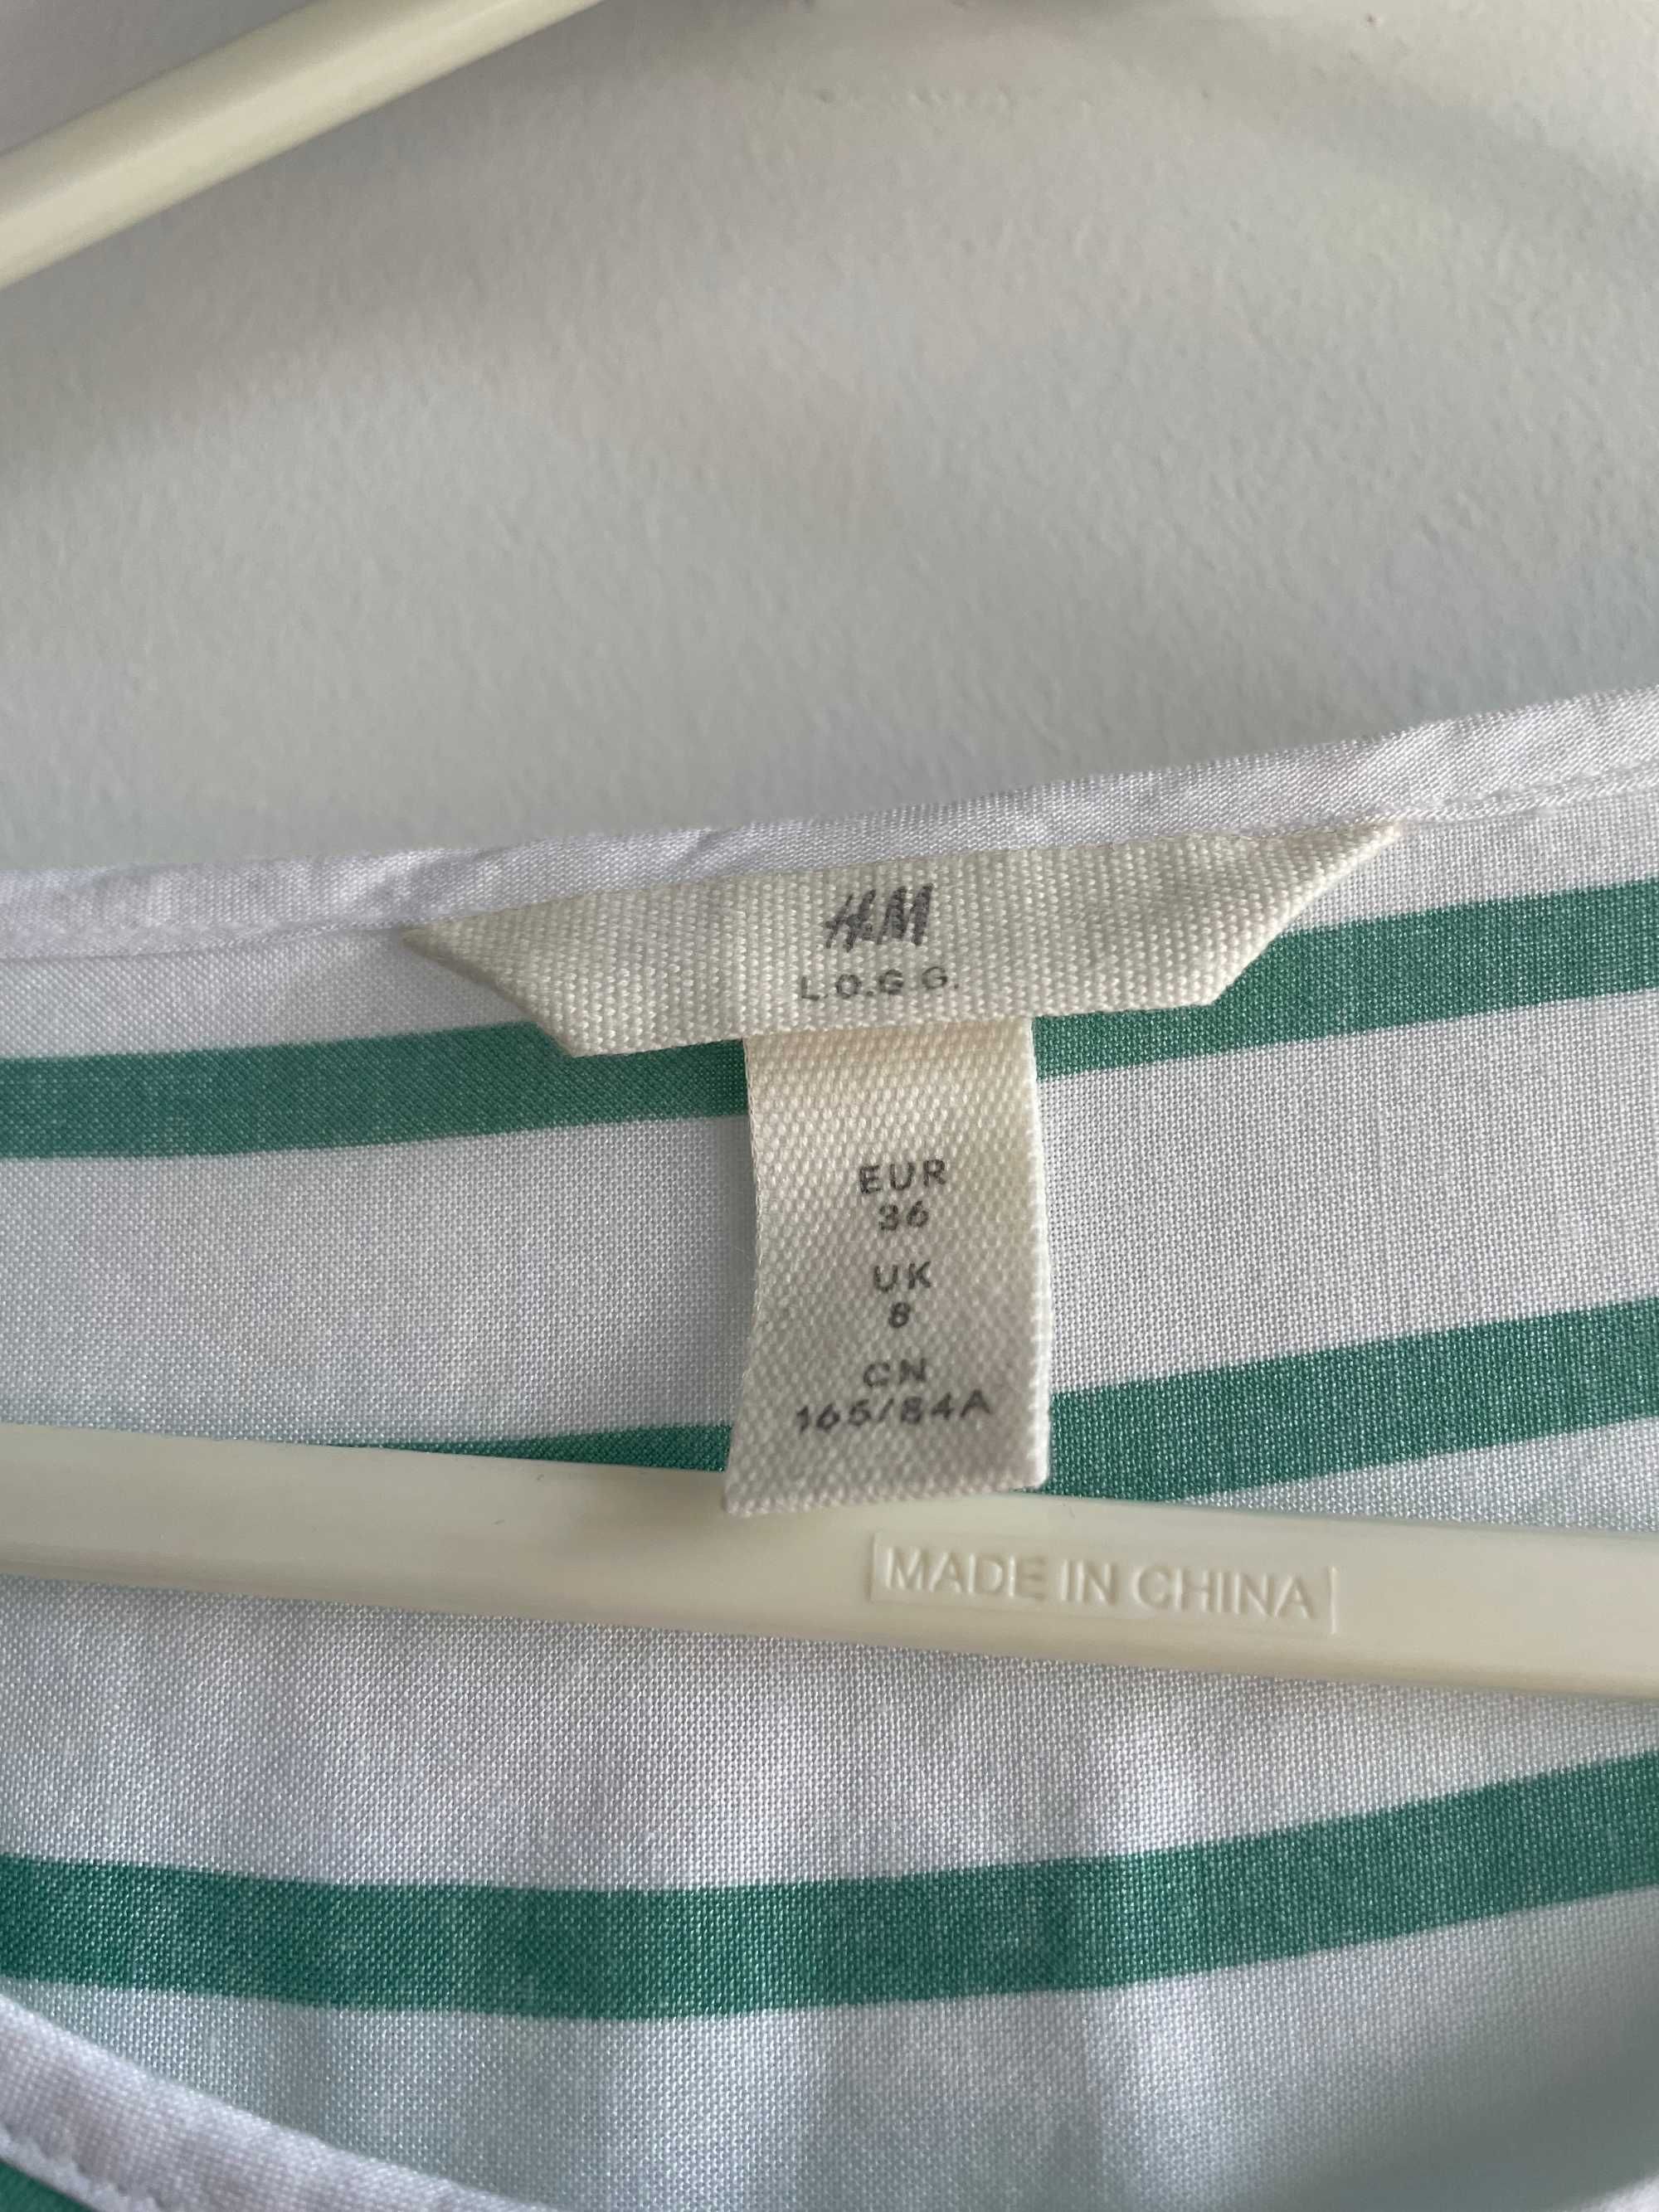 H&M
L.O.G.G.
EUR
36
UK
8
CN
165/84A
MADE IN CHINA